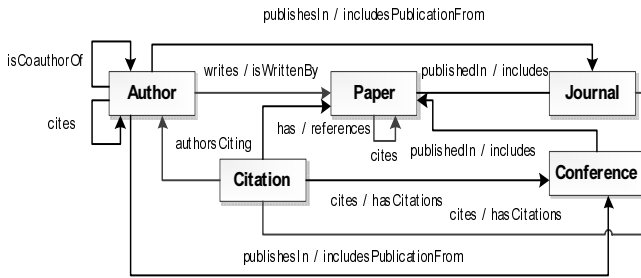 publishesIn / includesPublicationFrom
isCoauthorOf
writes / isWrittenBy
publishedIn / includes
Author
Paper
Journal
cites
has / references
authorsCiting
cites
publishedIn / includes
Citation
Conference
cites / hasCitations
cites / hasCitations
publishesIn / includesPublicationFrom